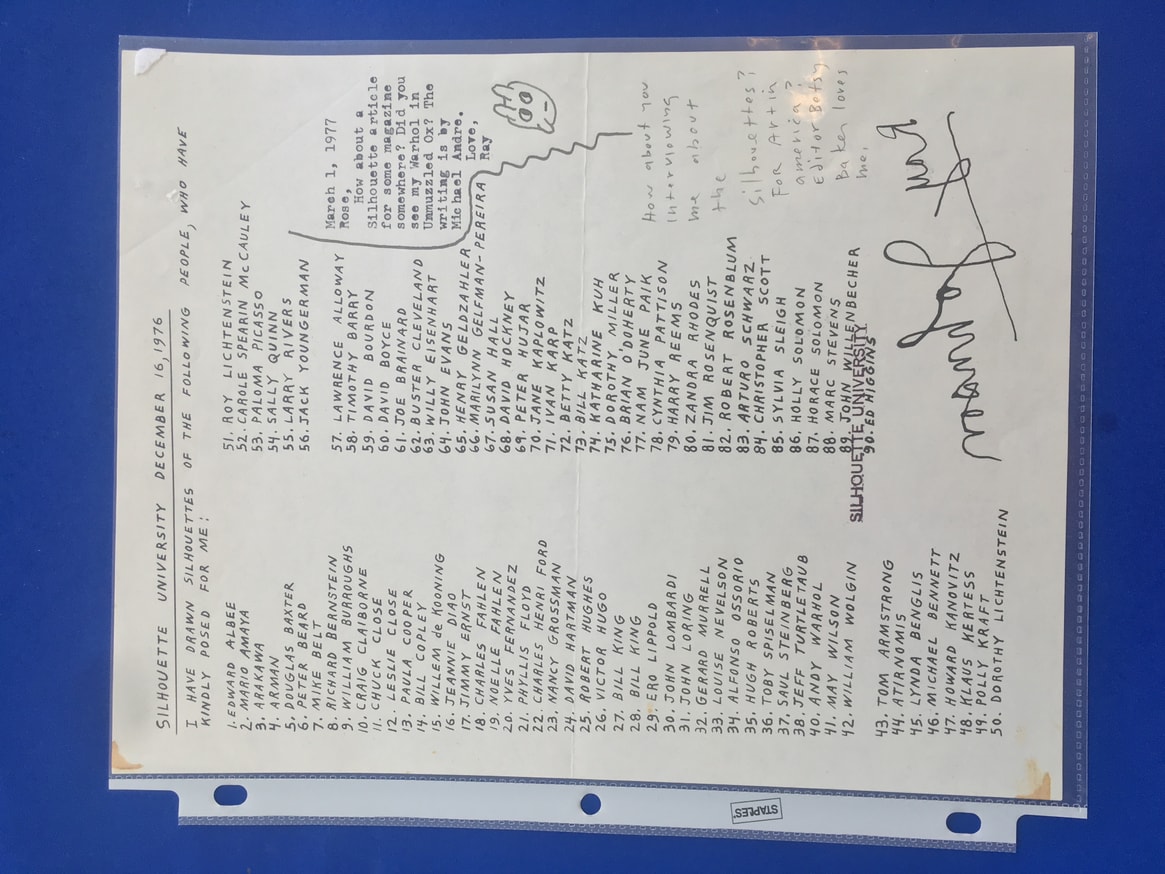 SILHOUETTE UNIVERSITY DECEMBER 16, 1976
I HAVE DRAWN SILHOUETTES OF THE FOLLOWING PEOPLE, WHO HAVE
KINDLY POSED FOR ME:
1. EDWARD ALBEE
2. MARIO AMAYA
3. ARAKAWA
4. ARMAN
5. DOUGLAS BAXTER
6. PETER BEARD
7. MIKE BELT
8. RICHARD BERNSTEIN
9. WILLIAM BURROUGHS
10. CRAIG CLAIBORNE
11. CHUCK CLOSE
12. LESLIE CLOSE
13. PAULA COOPER
14. BILL COPLEY
15. WILLEM de KOONING
16. JEANNIE DIAO
17. JIMMY ERNST
18. CHARLES FAHLEN
19. NOELLE FAHLEN
20. YVES FERNANDEZ
21. PHYLLIS FLOYD
22. CHARLES HENRI FORD
23. NANCY GROSSMAN
24. DAVID HARTMAN
25. ROBERT HUGHES
26. VICTOR HUGO
27. BILL KING
28. BILL KING
29. ERO LIPPOLD
30. JOHN LOMBARDI
31. JOHN LORING
32. GERARD MURRELL
33. LOUISE NEVELSON
34. ALFONSO OSSORIO
35. HUGH ROBERTS
36. TOBY SPISELMAN
37. SAUL STEINBERG
38. JEFF TURTLETAUB
40. ANDY WARHOL
41. MAY WILSON
42. WILLIAM WOLGIN
43. TOM ARMSTRONG
44. ATIRNOMIS
45. LYNDA BENGLIS
46. MICHAEL BENNETT
47. HOWARD KANOVITZ
48. KLAUS KERTESS
49. POLLY KRAFT
50. DOROTHY LICHTENSTEIN
51. ROY LICHTENSTEIN
52. CAROLE SPEARIN McCAULEY
53. PALOMA PICASSO
54. SALLY QUINN
55. LARRY RIVERS
56. JACK YOUNGERMAN
57. LAWRENCE ALLOWAY
58. TIMOTHY BARRY
59. DAVID BOURDON
60. DAVID BOYCE
61. JOE BRAINARD
62. BUSTER CLEVELAND
63. WILLY EISENHART
64. JOHN EVANS
65. HENRY GELDZAHLER
66. MARILYNN GELFMAN-PEREIRA
67. SUSAN HALL
68. DAVID HOCKNEY
69. PETER HUJAR
70. JANE KAPLOWITZ
71. IVAN KARP
72. BETTY KATZ
73. BILL KATZ
74. KATHARINE KUH
75. DOROTHY MILLER
76. BRIAN O'DOHERTY
77. NAM JUNE PAIK
78. CYNTHIA PATTISON
79. HARRY REEMS
80. ZANDRA RHODES
81. JIM ROSENQUIST
82. ROBERT ROSENBLUM
83. ARTURO SCHWARZ
84. CHRISTOPHER SCOTT
85. SYLVIA SLEIGH
86. HOLLY SOLOMON
87. HORACE SOLOMON
88. MARC STEVENS
89. JOHN WILLENBECHER
90. ED HIGGINS
SILHOUETTE UNIVERSITY
March 1, 1977
Rose,
How about a
Silhouette article
for some magazine
somewhere? Did you
see my Warhol in
Unmuzzled Ox? The
writing is by
Michael Andre.
Love,
Ray
How about you
interviewing
me about
the
Silhouettes?
For Art in
america?
Editor Betsy
Baker loves
me.
STAPLES